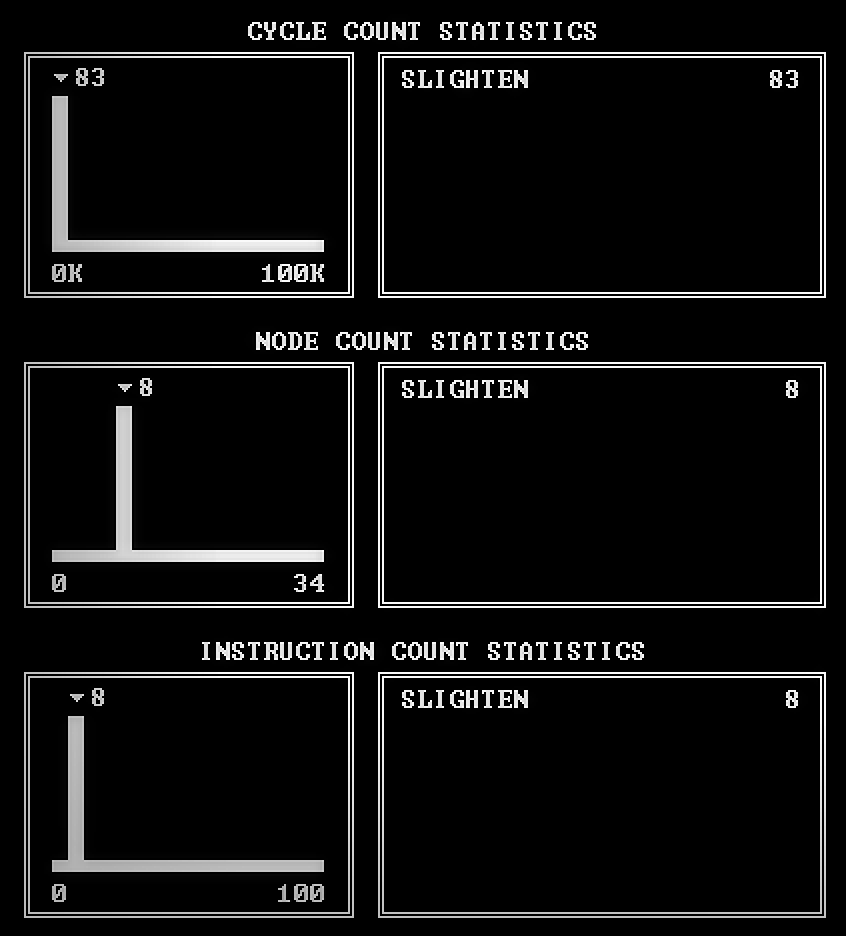 CYCLE COUNT STATISTICS
83
0K 100K
SLIGHTEN 83
NODE COUNT STATISTICS
8
0 34
SLIGHTEN 8
INSTRUCTION COUNT STATISTICS
8
0 100
SLIGHTEN 8